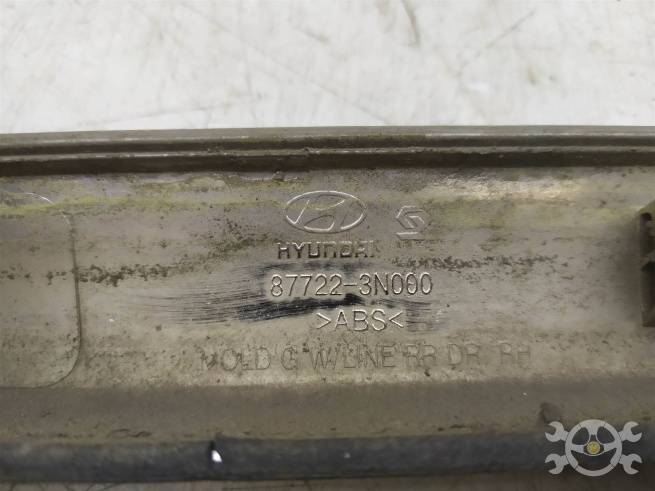 HYUNDAI
87722-3N000
>ABS<
MOLD G W/LINE RR DR RH